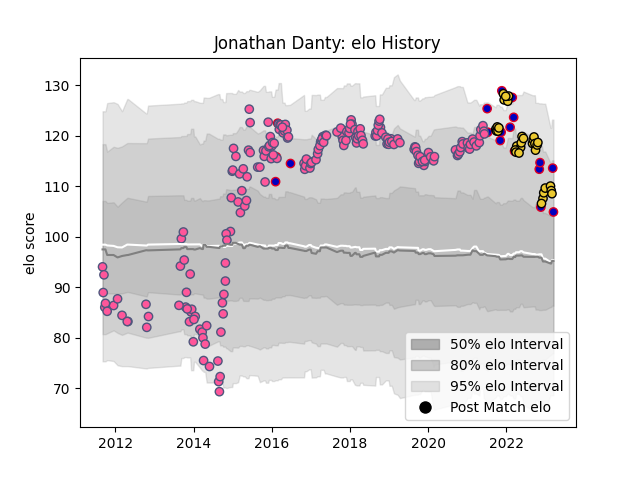 Jonathan Danty: elo History
elo score
130
120
110
100
90
80
70
2012
2014
2016
2018
2020
2022
50% elo Interval
80% elo Interval
95% elo Interval
Post Match elo